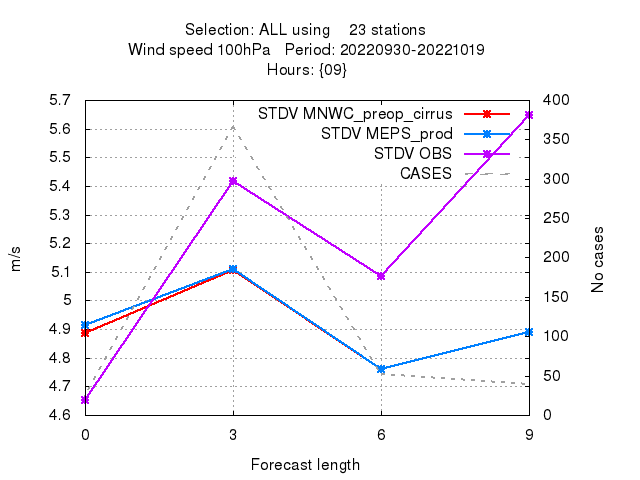 Selection: ALL using    23 stations
Wind speed 100hPa   Period: 20220930-20221019
Hours: {09}
STDV MNWC_preop_cirrus
STDV MEPS_prod
STDV OBS
CASES
5.7
5.6
5.5
5.4
5.3
5.2
5.1
5
4.9
4.8
4.7
4.6
m/s
400
350
300
250
200
150
100
50
0
No cases
0 3 6 9
Forecast length